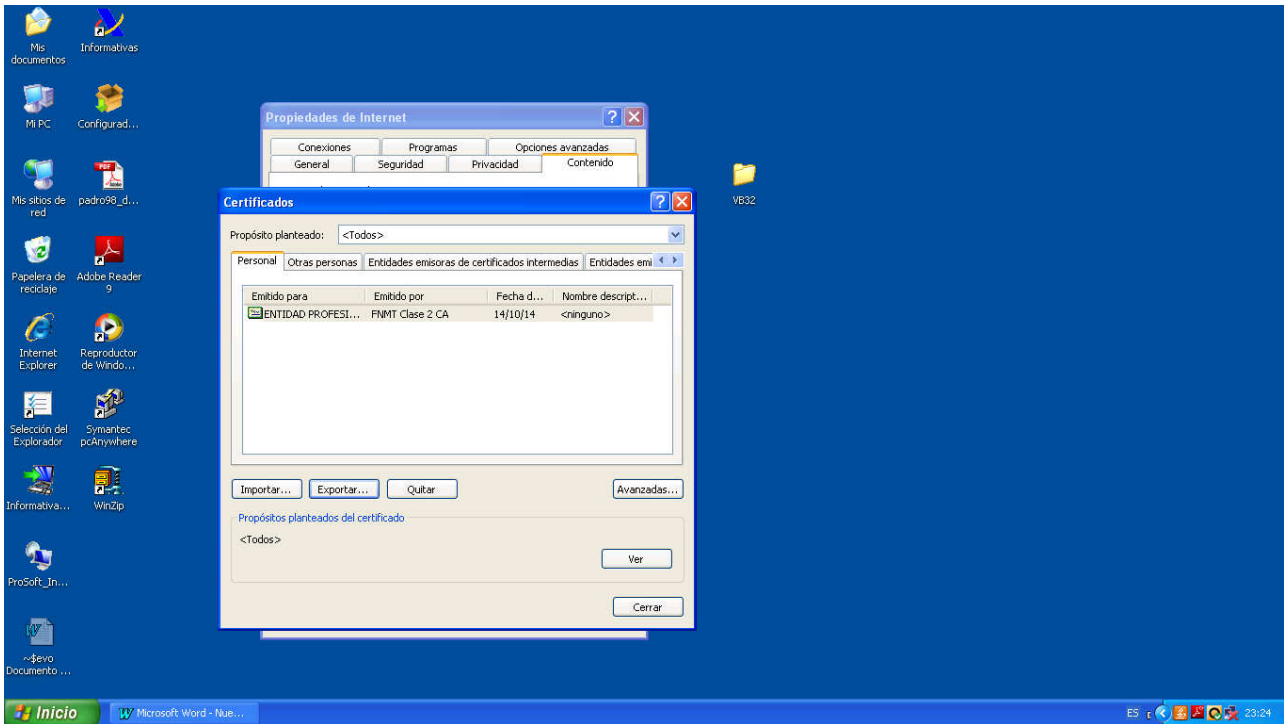 Mis documentos
Informativas
Mi PC
Configurad...
Mis sitios de red
padro98_d...
Papelera de reciclaje
Adobe Reader 9
Internet Explorer
Reproductor de Windo...
Selección del Explorador
Symantec pcAnywhere
Informativa...
WinZip
ProSoft_In...
~$evo Documento ...
VB32
Propiedades de Internet
Conexiones Programas Opciones avanzadas
General Seguridad Privacidad Contenido
Certificados
Propósito planteado: <Todos>
Personal Otras personas Entidades emisoras de certificados intermedias Entidades emi
Emitido para Emitido por Fecha d... Nombre descript...
ENTIDAD PROFESI... FNMT Clase 2 CA 14/10/14 <ninguno>
Importar... Exportar... Quitar Avanzadas...
Propósitos planteados del certificado
<Todos>
Ver
Cerrar
Inicio Microsoft Word - Nue... ES 23:24